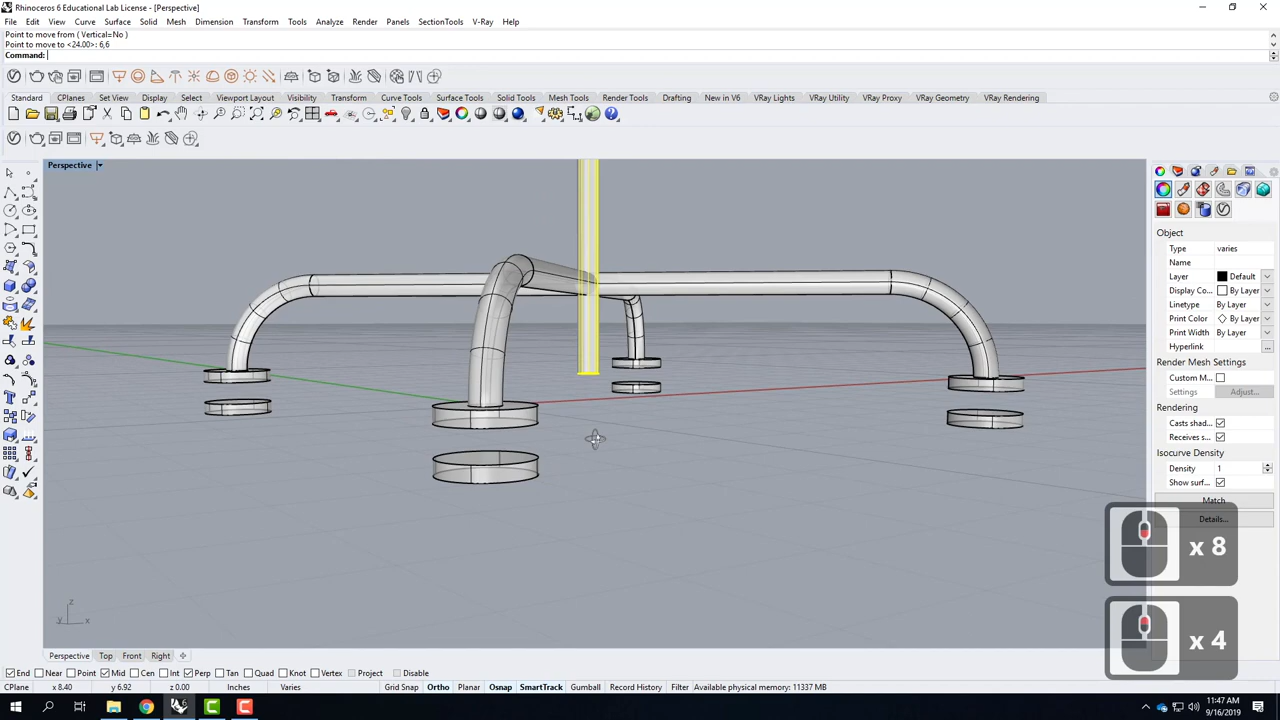 Rhinoceros 6 Educational Lab License - [Perspective]
File Edit View Curve Surface Solid Mesh Dimension Transform Tools Analyze Render Panels SectionTools V-Ray Help
Point to move from ( Vertical=No )
Point to move to <24.00>: 6,6
Command:
Standard CPlanes Set View Display Select Viewport Layout Visibility Transform Curve Tools Surface Tools Solid Tools Mesh Tools Render Tools Drafting New in V6 VRay Lights VRay Utility VRay Proxy VRay Geometry VRay Rendering
Perspective
Object
Type varies
Name
Layer Default
Display Co... By Layer
Linetype By Layer
Print Color By Layer
Print Width By Layer
Hyperlink ...
Render Mesh Settings
Custom M...
Settings Adjust...
Rendering
Casts shad...
Receives s...
Isocurve Density
Density 1
Show surf...
Match
Details...
x 8
x 4
z
y x
Perspective Top Front Right
End Near Point Mid Cen Int Perp Tan Quad Knot Vertex Project Disable
CPlane x 8.40 y 6.92 z 0.00 Inches Varies Grid Snap Ortho Planar Osnap SmartTrack Gumball Record History Filter Available physical memory: 11337 MB
11:47 AM
9/16/2019